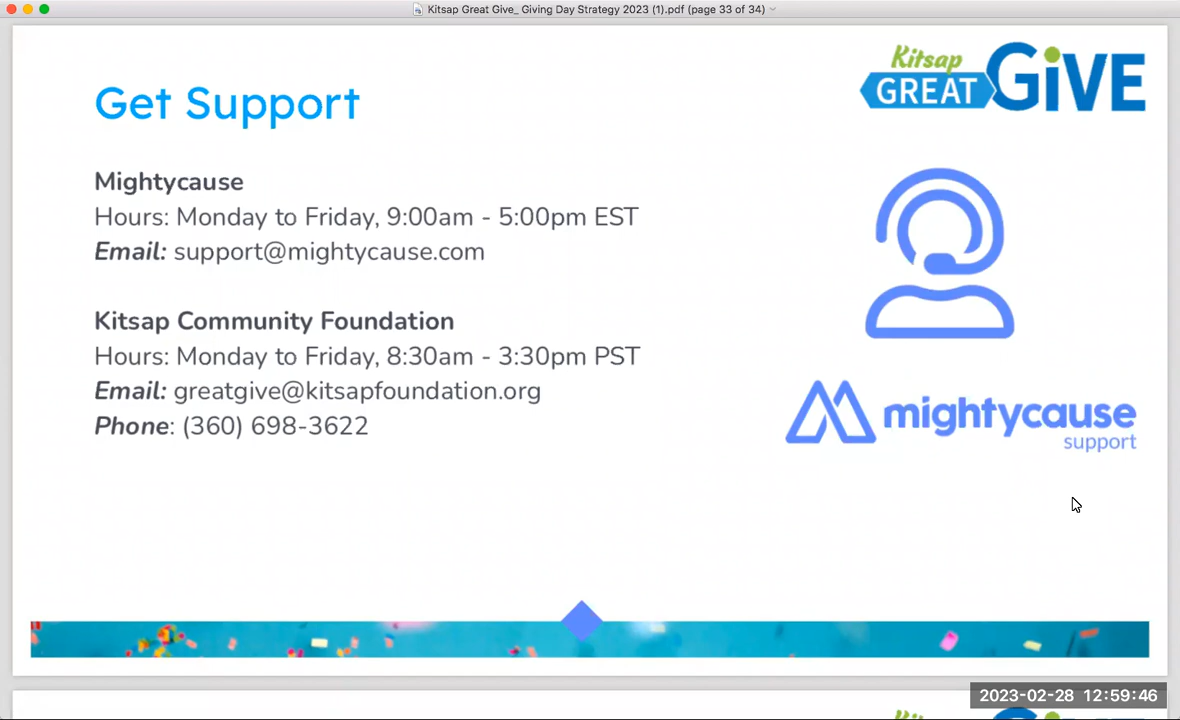 Kitsap Great Give_ Giving Day Strategy 2023 (1).pdf (page 33 of 34)
Kitsap
GREAT GiVE
Get Support
Mightycause
Hours: Monday to Friday, 9:00am - 5:00pm EST
Email: support@mightycause.com
Kitsap Community Foundation
Hours: Monday to Friday, 8:30am - 3:30pm PST
Email: greatgive@kitsapfoundation.org
Phone: (360) 698-3622
mightycause
support
2023-02-28 12:59:46